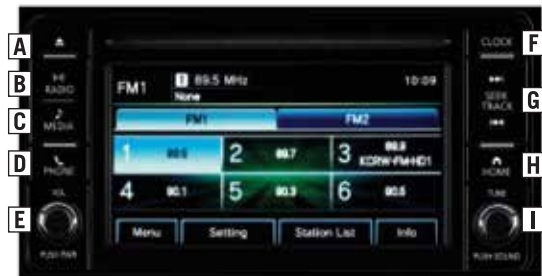 A
B
RADIO
C
MEDIA
D
PHONE
VOL
E
PUSH PWR
FM1
89.5 MHz
None
10:09
FM1
FM2
1 89.5
2 89.7
3 89.9
KCRW-FM-HD1
4 90.1
5 90.3
6 90.5
Menu
Setting
Station List
Info
F
CLOCK
G
SEEK
TRACK
H
HOME
TUNE
I
PUSH SOUND